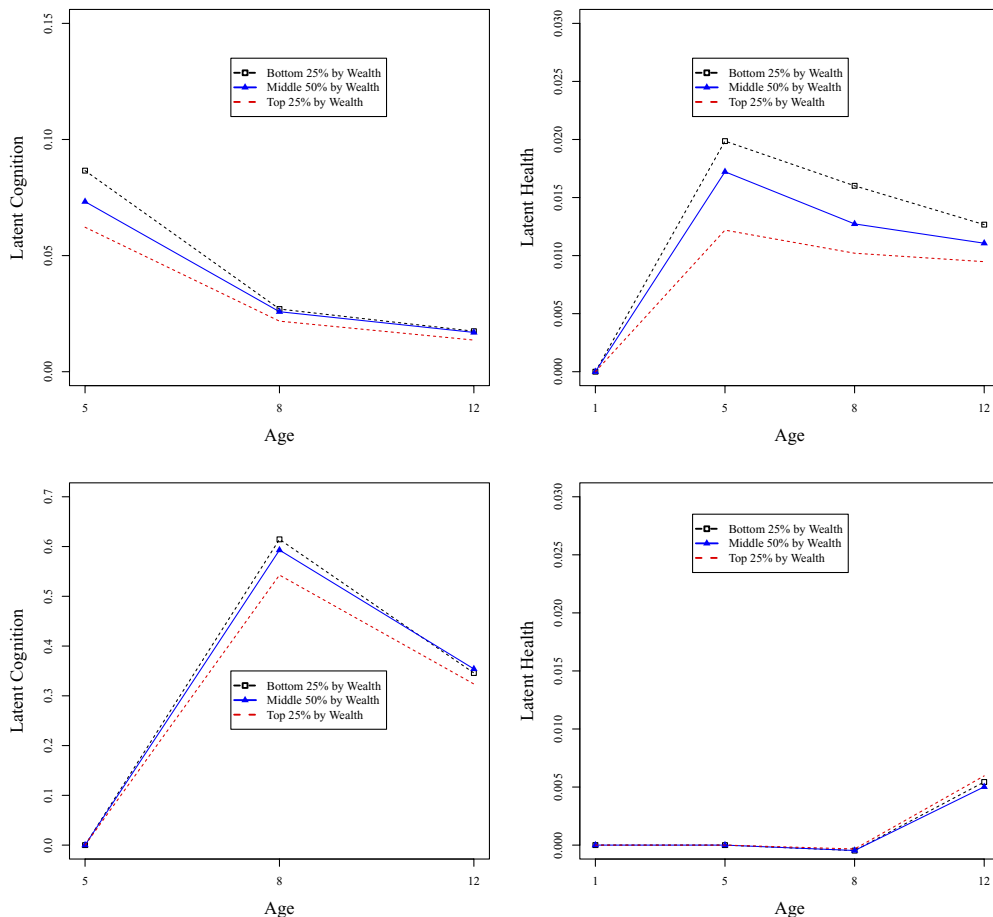 0.15
0.10
0.05
0.00
Latent Cognition
Bottom 25% by Wealth
Middle 50% by Wealth
Top 25% by Wealth
5 8 12
Age
0.030
0.025
0.020
0.015
0.010
0.005
0.000
Latent Health
Bottom 25% by Wealth
Middle 50% by Wealth
Top 25% by Wealth
1 5 8 12
Age
0.7
0.6
0.5
0.4
0.3
0.2
0.1
0.0
Latent Cognition
Bottom 25% by Wealth
Middle 50% by Wealth
Top 25% by Wealth
5 8 12
Age
0.030
0.025
0.020
0.015
0.010
0.005
0.000
Latent Health
Bottom 25% by Wealth
Middle 50% by Wealth
Top 25% by Wealth
1 5 8 12
Age